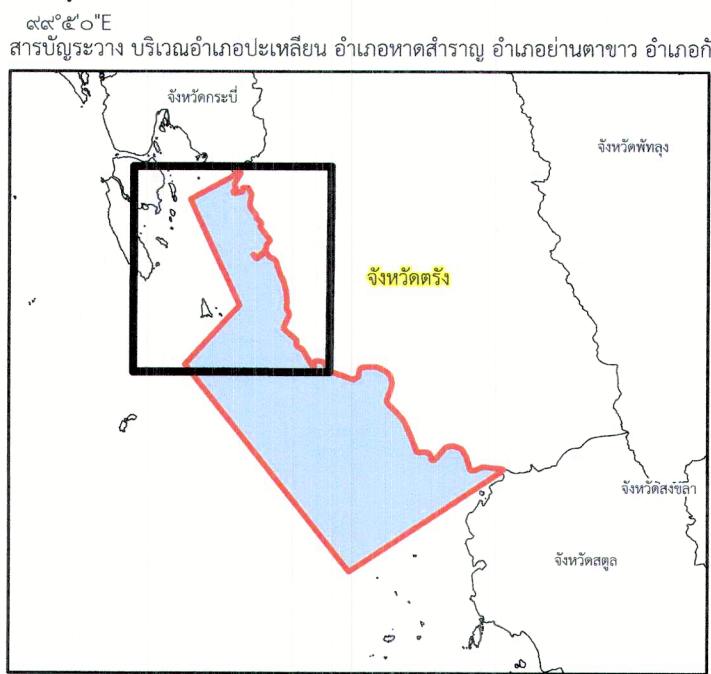 ๙๙°๕'๐"E
สารบัญระวาง บริเวณอำเภอปะเหลียน อำเภอหาดสำราญ อำเภอย่านตาขาว อำเภอกั
จังหวัดกระบี่
จังหวัดพัทลุง
จังหวัดตรัง
จังหวัดสงขลา
จังหวัดสตูล